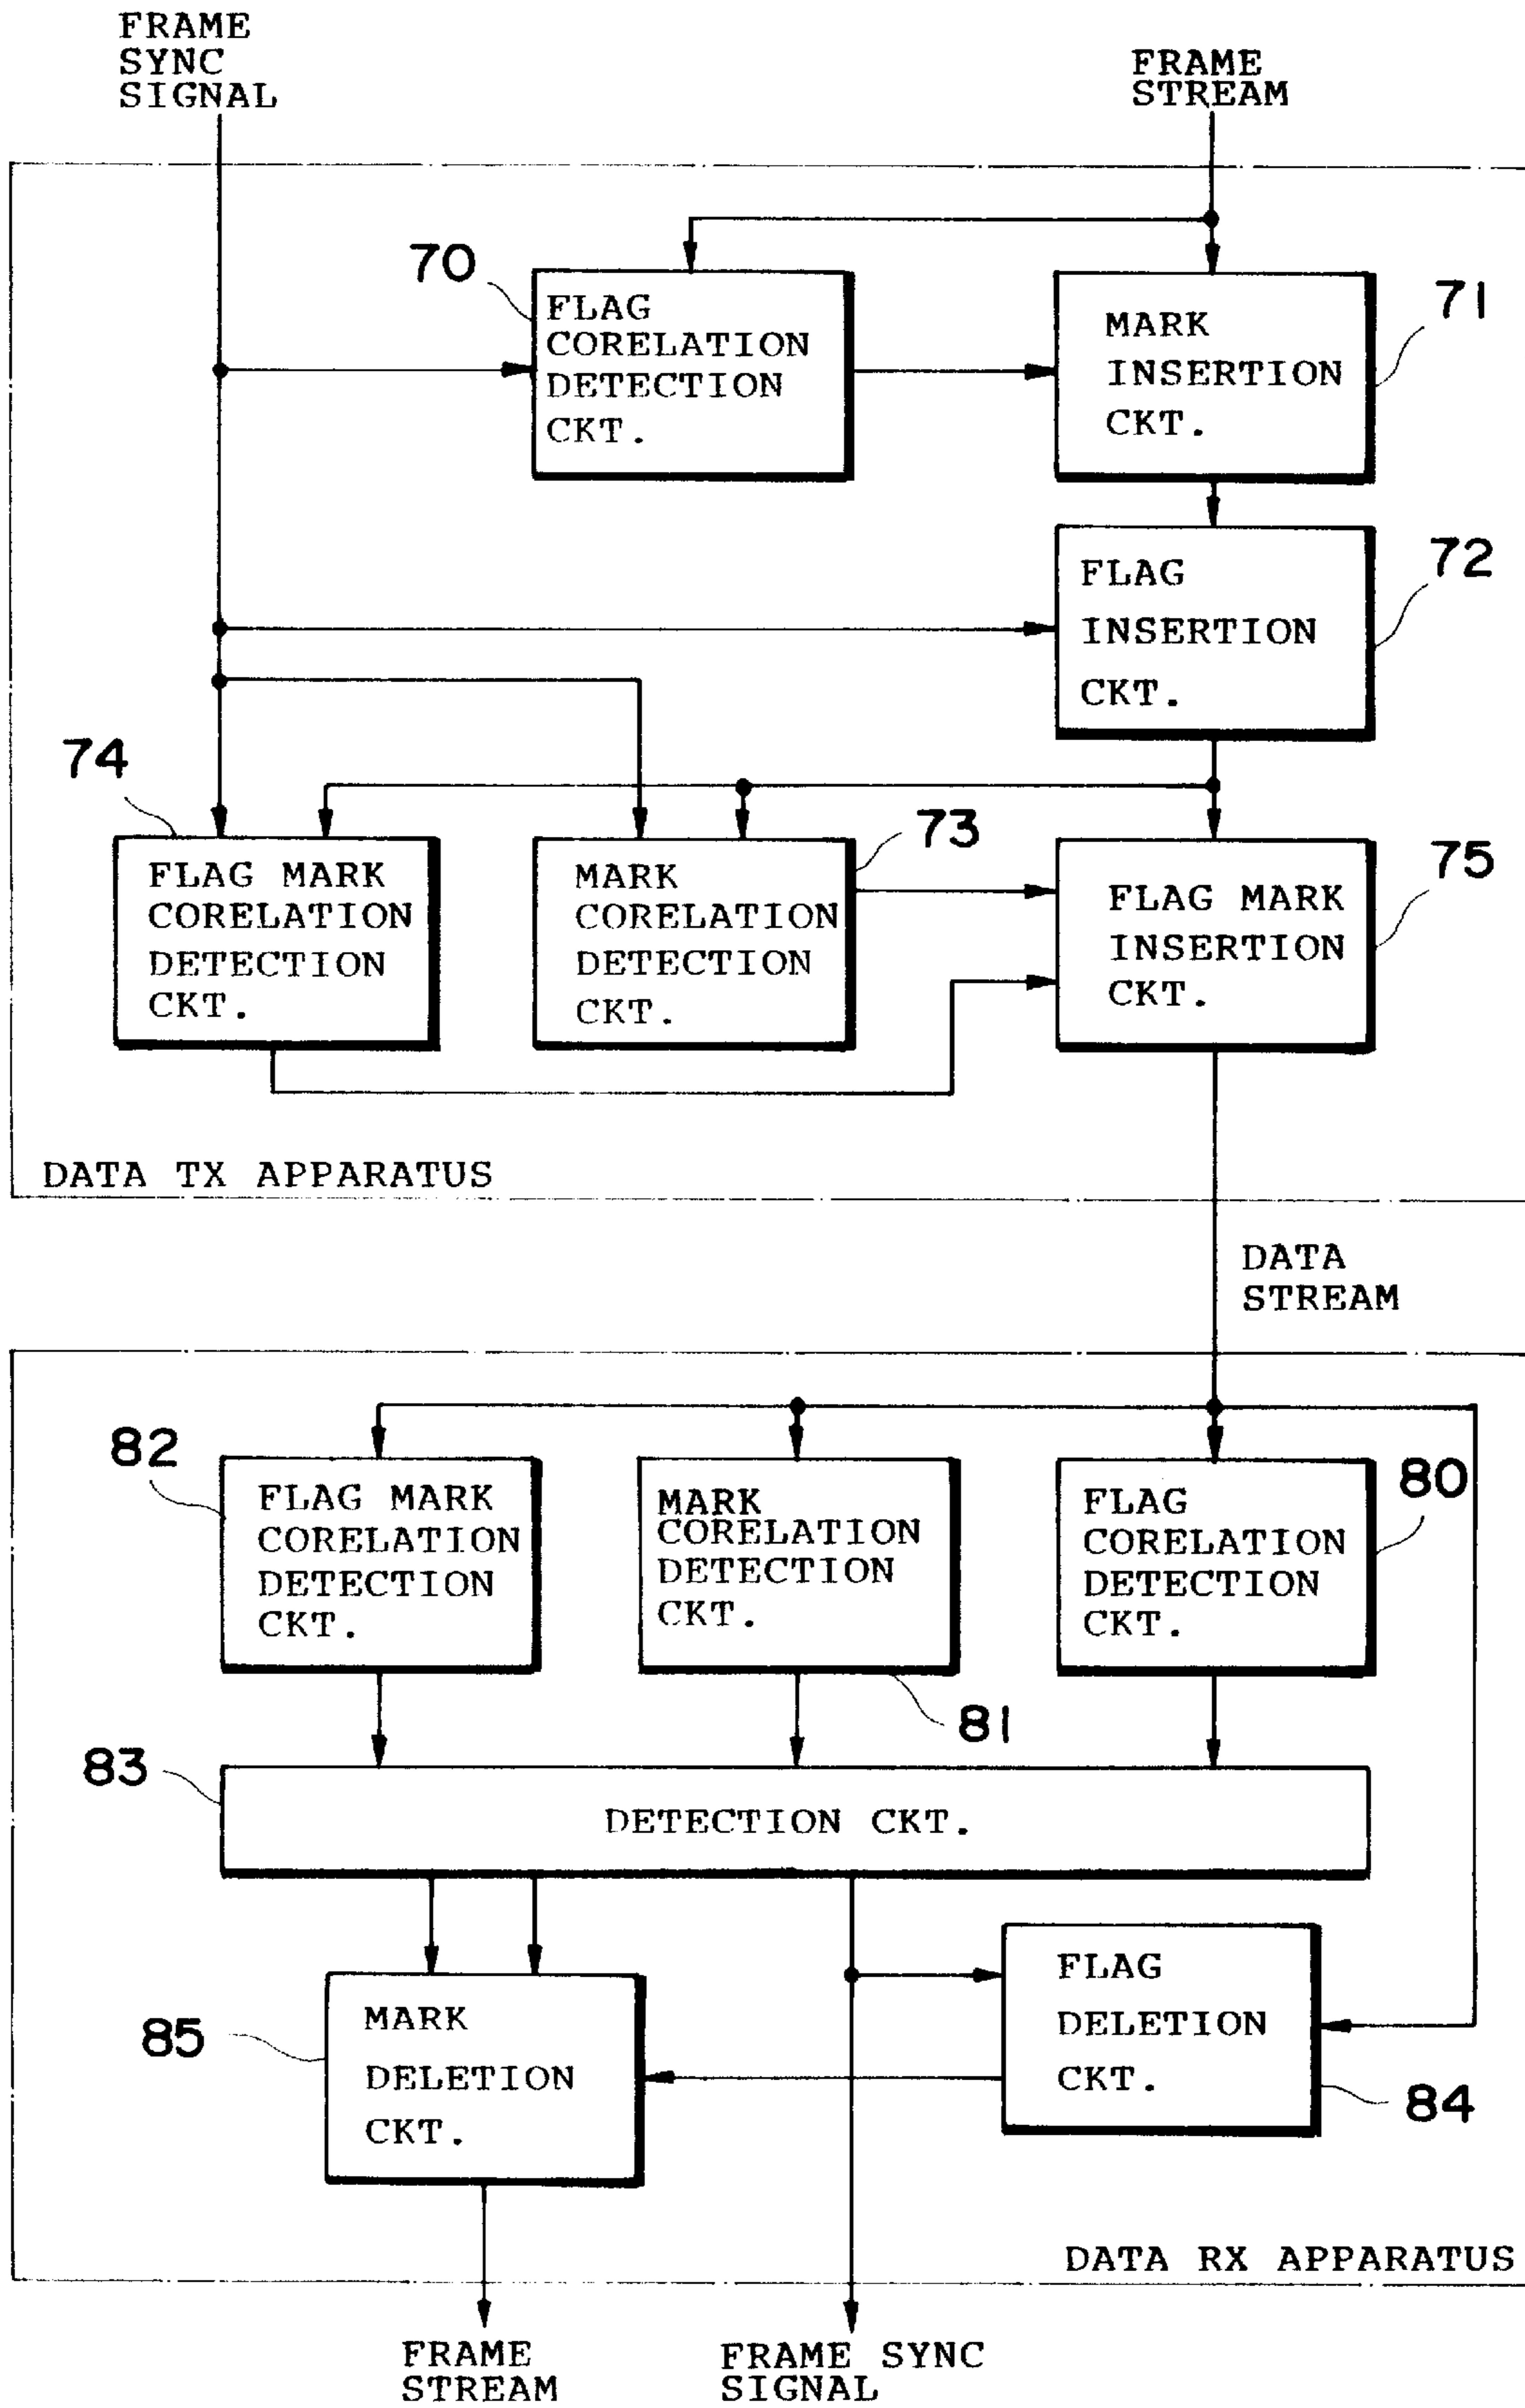 FRAME
SYNC
SIGNAL
FRAME
STREAM
70
FLAG
CORELATION
DETECTION
CKT.
MARK
INSERTION
CKT.
71
FLAG
INSERTION
CKT.
72
74
FLAG MARK
CORELATION
DETECTION
CKT.
MARK
CORELATION
DETECTION
CKT.
73
FLAG MARK
INSERTION
CKT.
75
DATA TX APPARATUS
DATA
STREAM
82
FLAG MARK
CORELATION
DETECTION
CKT.
MARK
CORELATION
DETECTION
CKT.
81
FLAG
CORELATION
DETECTION
CKT.
80
83
DETECTION CKT.
85
MARK
DELETION
CKT.
FLAG
DELETION
CKT.
84
DATA RX APPARATUS
FRAME
STREAM
FRAME SYNC
SIGNAL